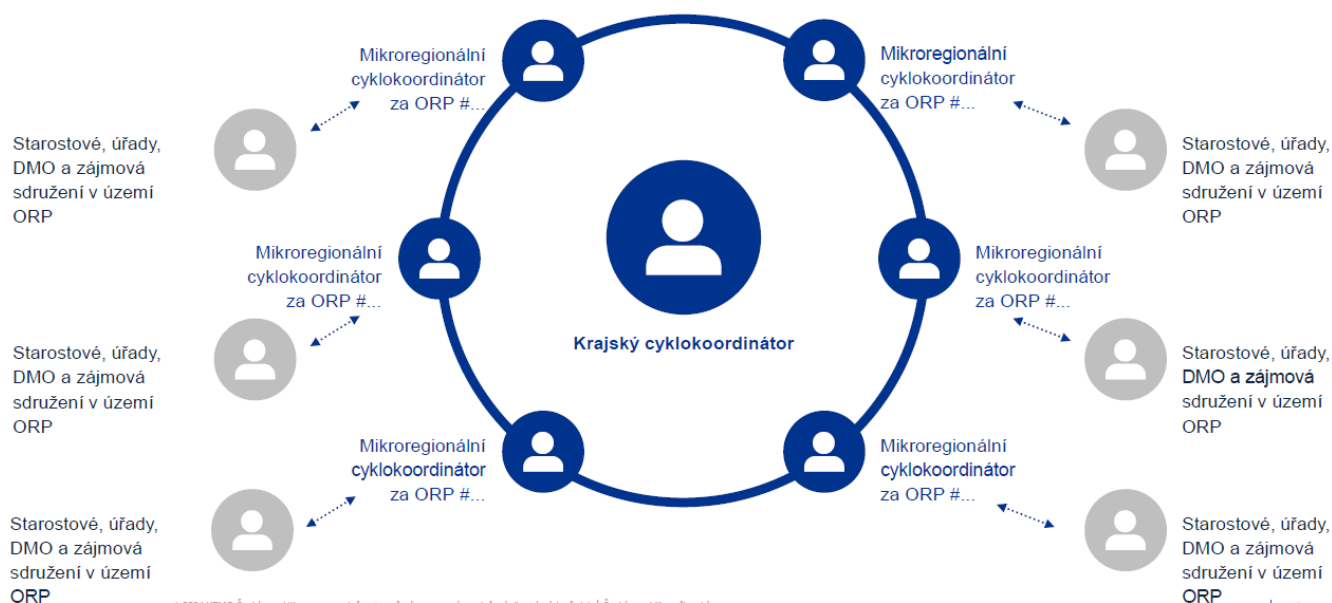 Mikroregionální
cyklokoordinátor
za ORP #...
Mikroregionální
cyklokoordinátor
za ORP #...
Starostové, úřady,
DMO a zájmová
sdružení v území
ORP
Starostové, úřady,
DMO a zájmová
sdružení v území
ORP
Mikroregionální
cyklokoordinátor
za ORP #...
Mikroregionální
cyklokoordinátor
za ORP #...
Krajský cyklokoordinátor
Starostové, úřady,
DMO a zájmová
sdružení v území
ORP
Starostové, úřady,
DMO a zájmová
sdružení v území
ORP
Mikroregionální
cyklokoordinátor
za ORP #...
Mikroregionální
cyklokoordinátor
za ORP #...
Starostové, úřady,
DMO a zájmová
sdružení v území
ORP
Starostové, úřady,
DMO a zájmová
sdružení v území
ORP